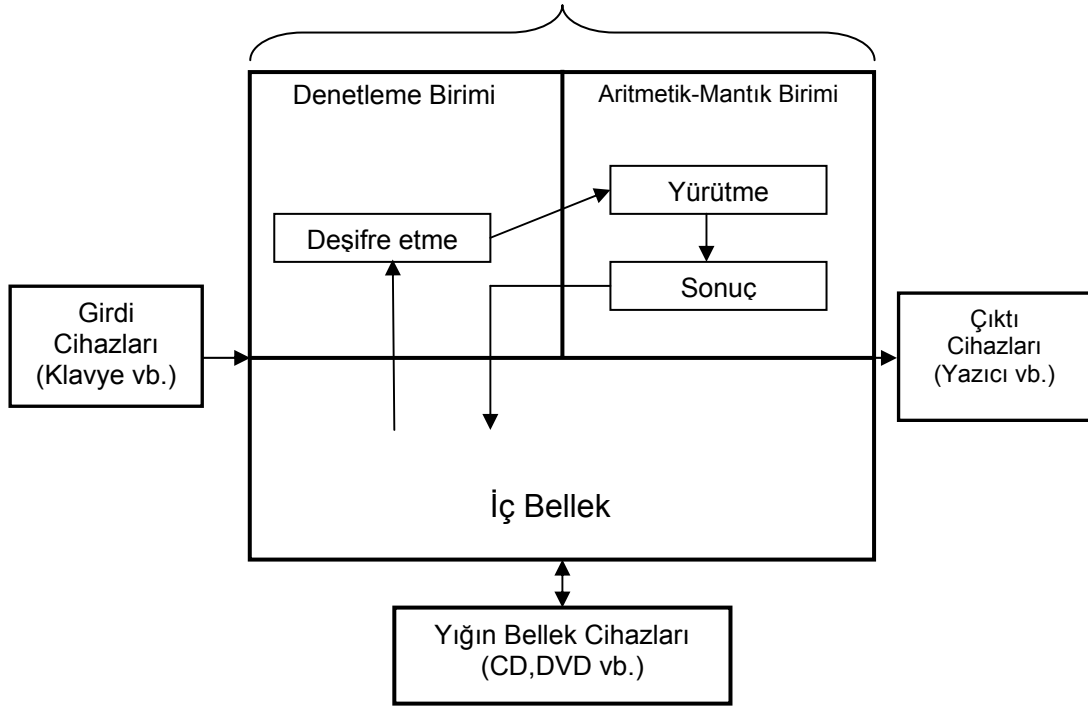 Denetleme Birimi
Aritmetik-Mantık Birimi
Yürütme
Deşifre etme
Sonuç
Girdi
Cihazları
(Klavye vb.)
Çıktı
Cihazları
(Yazıcı vb.)
İç Bellek
Yığın Bellek Cihazları
(CD,DVD vb.)